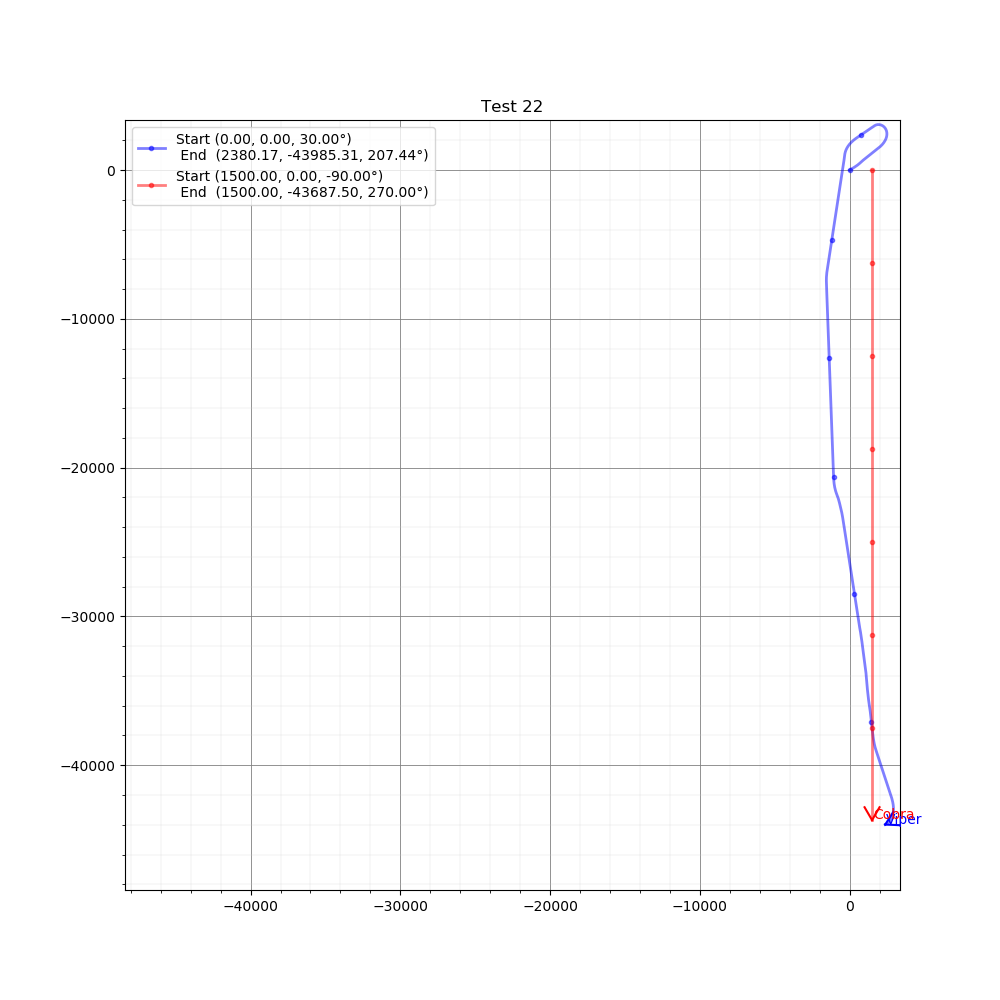 Test 22
Start (0.00, 0.00, 30.00°)
End (2380.17, -43985.31, 207.44°)
Start (1500.00, 0.00, -90.00°)
End (1500.00, -43687.50, 270.00°)
0
−10000
−20000
−30000
−40000
Cobra
Viper
−40000 −30000 −20000 −10000 0